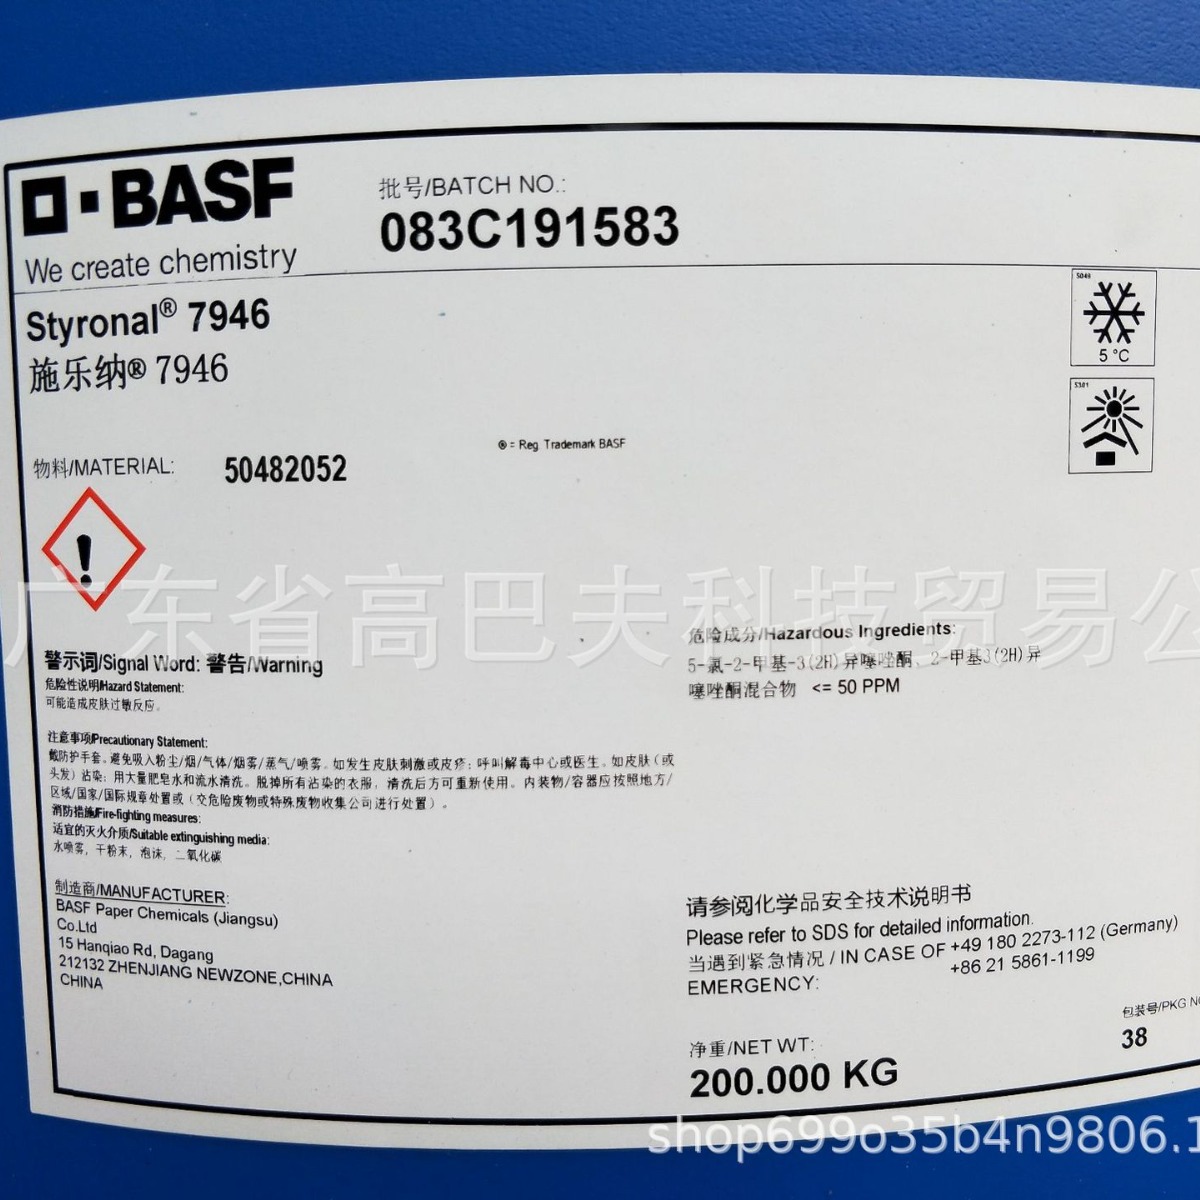 BASF
We create chemistry
批号/BATCH NO.:
083C191583
Styronal® 7946
施乐纳® 7946
5049
5 °C
5301
® = Reg. Trademark BASF
物料/MATERIAL: 50482052
!
广东省高巴夫科技贸易公
警示词/Signal Word: 警告/Warning
危险性说明/Hazard Statement:
可能造成皮肤过敏反应。
危险成分/Hazardous Ingredients:
5-氯-2-甲基-3(2H)异噻唑酮、2-甲基3(2H)异
噻唑酮混合物 <= 50 PPM
注意事项/Precautionary Statement:
戴防护手套。避免吸入粉尘/烟/气体/烟雾/蒸气/喷雾。如发生皮肤刺激或皮疹：呼叫解毒中心或医生。如皮肤（或
头发）沾染：用大量肥皂水和流水清洗。脱掉所有沾染的衣服，清洗后方可重新使用。内装物/容器应按照地方/
区域/国家/国际规章处置或（交危险废物或特殊废物收集公司进行处置）。
消防措施/Fire-fighting measures:
适宜的灭火介质/Suitable extinguishing media:
水喷雾，干粉末，泡沫，二氧化碳
制造商/MANUFACTURER:
BASF Paper Chemicals (Jiangsu)
Co.Ltd
15 Hanqiao Rd, Dagang
212132 ZHENJIANG NEWZONE,CHINA
CHINA
请参阅化学品安全技术说明书
Please refer to SDS for detailed information.
当遇到紧急情况 / IN CASE OF +49 180 2273-112 (Germany)
EMERGENCY: +86 21 5861-1199
包装号/PKG NO
38
净重/NET WT:
200.000 KG
shop699o35b4n9806.1